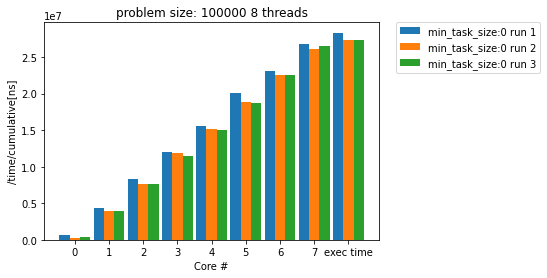 problem size: 100000 8 threads
1e7
2.5
2.0
1.5
1.0
0.5
0.0
/time/cumulative[ns]
0 1 2 3 4 5 6 7 exec time
Core #
min_task_size:0 run 1
min_task_size:0 run 2
min_task_size:0 run 3